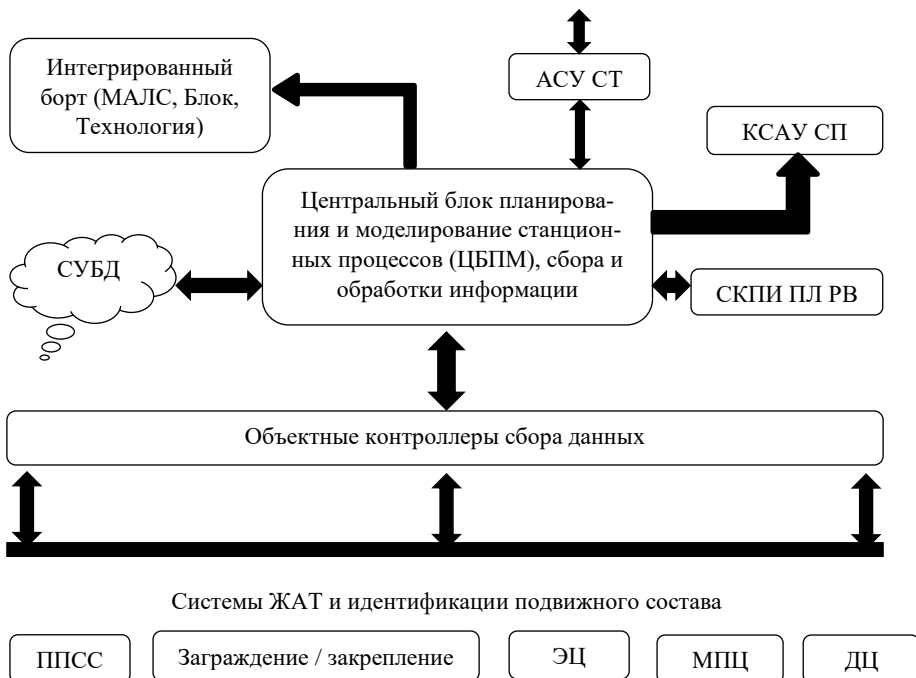 Интегрированный
борт (МАЛС, Блок,
Технология)
АСУ СТ
КСАУ СП
Центральный блок планирова-
ния и моделирование станцион-
ных процессов (ЦБПМ), сбора и
обработки информации
СУБД
СКПИ ПЛ РВ
Объектные контроллеры сбора данных
Системы ЖАТ и идентификации подвижного состава
ППСС
Заграждение / закрепление
ЭЦ
МПЦ
ДЦ